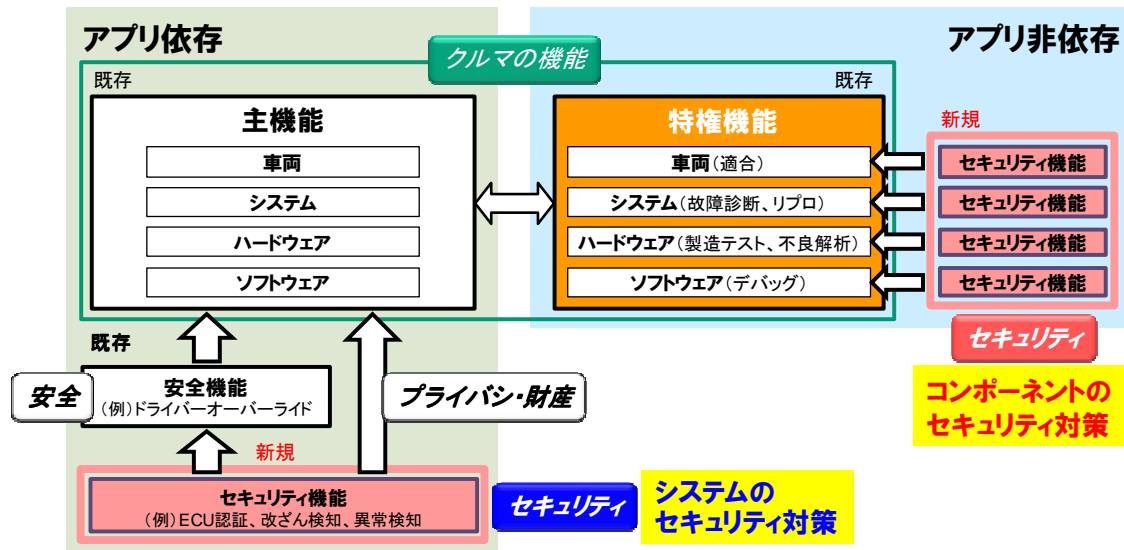 アプリ依存
アプリ非依存
クルマの機能
既存
既存
主機能
車両
システム
ハードウェア
ソフトウェア
特権機能
車両(適合)
システム(故障診断、リプロ)
ハードウェア(製造テスト、不良解析)
ソフトウェア(デバッグ)
新規
セキュリティ機能
セキュリティ機能
セキュリティ機能
セキュリティ機能
セキュリティ
コンポーネントの
セキュリティ対策
既存
安全
安全機能
(例)ドライバーオーバーライド
プライバシ・財産
新規
セキュリティ機能
(例)ECU認証、改ざん検知、異常検知
セキュリティ
システムの
セキュリティ対策